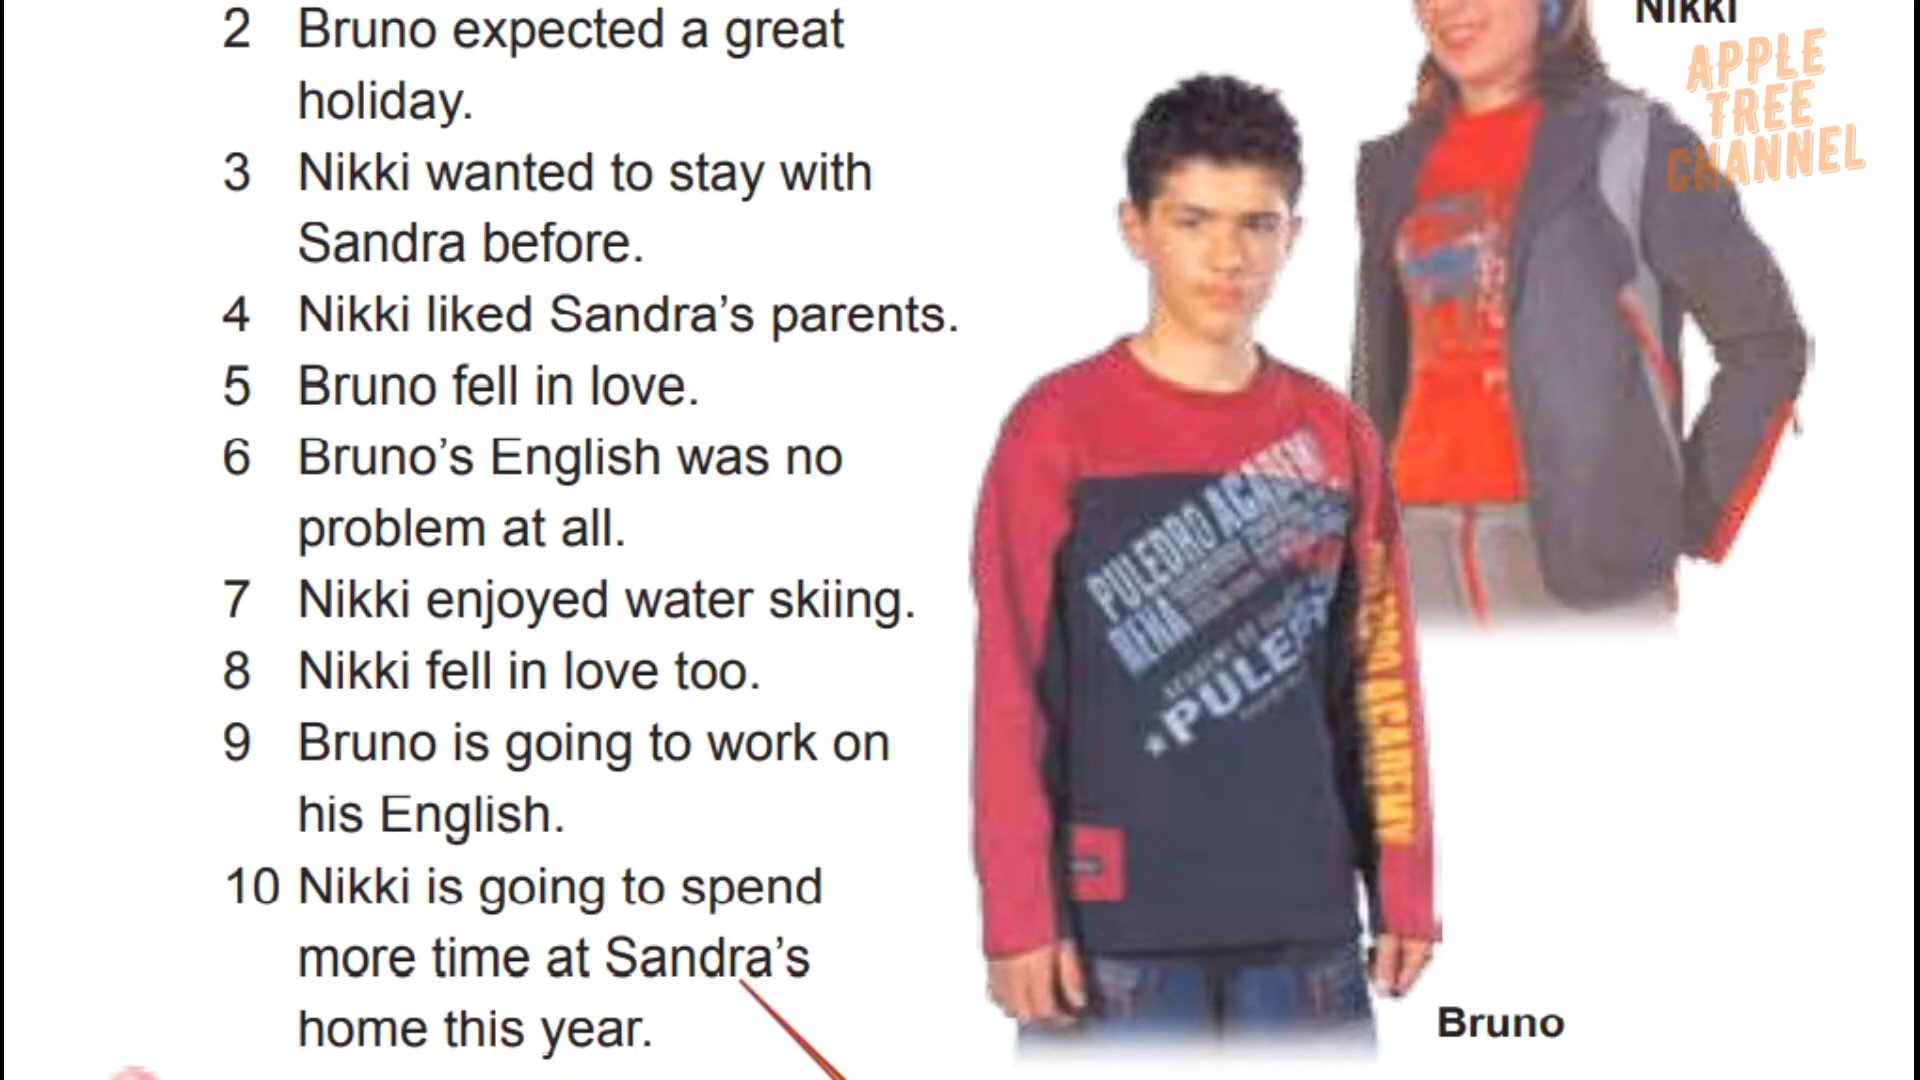 2 Bruno expected a great
holiday.
3 Nikki wanted to stay with
Sandra before.
4 Nikki liked Sandra’s parents.
5 Bruno fell in love.
6 Bruno’s English was no
problem at all.
7 Nikki enjoyed water skiing.
8 Nikki fell in love too.
9 Bruno is going to work on
his English.
10 Nikki is going to spend
more time at Sandra’s
home this year.
Nikki
APPLE
TREE
CHANNEL
PULEDRO ACADEM
Bruno